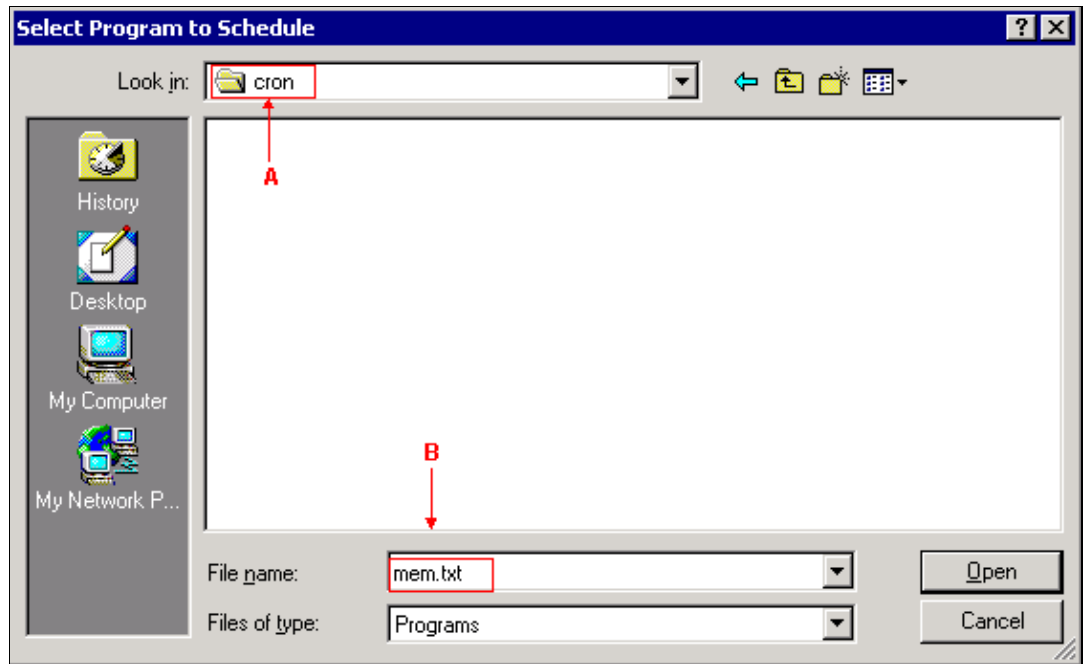 Select Program to Schedule
Look in:
cron
A
History
Desktop
My Computer
My Network P...
B
File name:
mem.txt
Open
Files of type:
Programs
Cancel